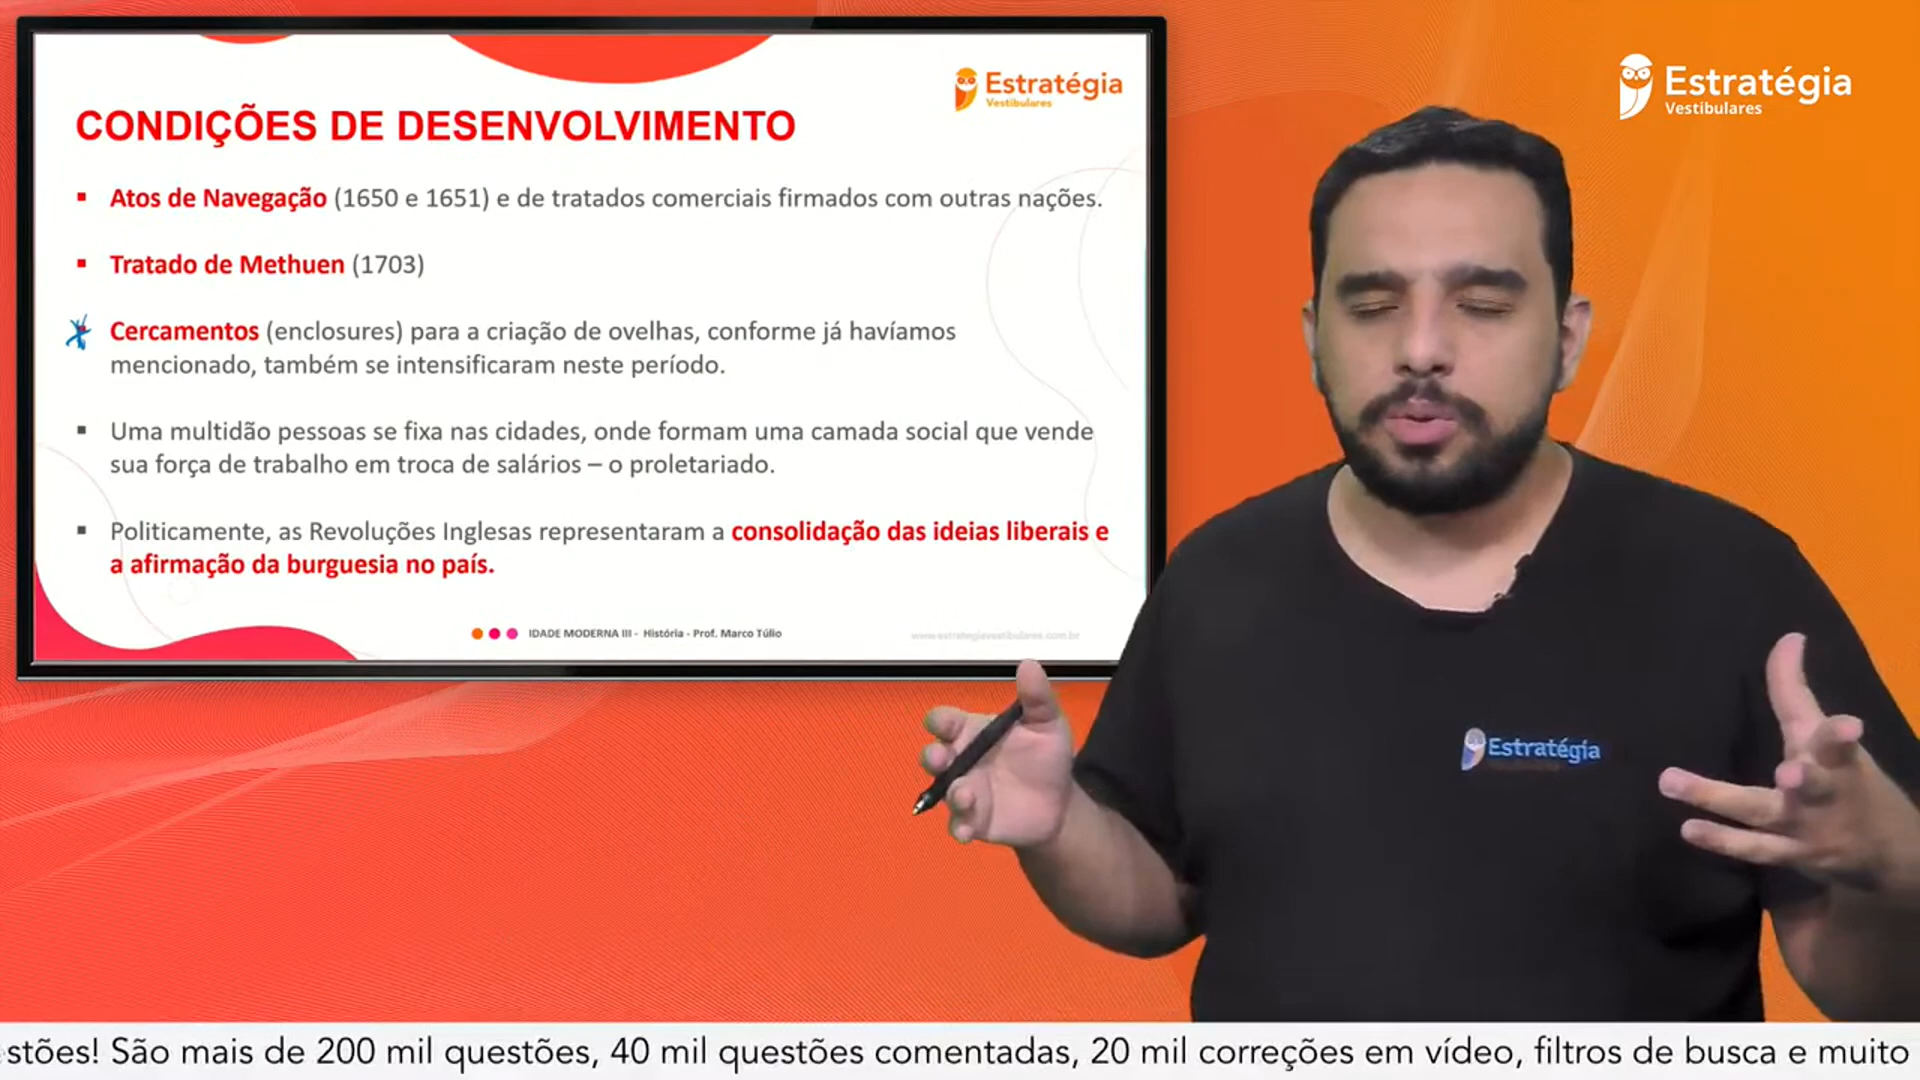 Estratégia
Vestibulares
CONDIÇÕES DE DESENVOLVIMENTO
▪ Atos de Navegação (1650 e 1651) e de tratados comerciais firmados com outras nações.
▪ Tratado de Methuen (1703)
Cercamentos (enclosures) para a criação de ovelhas, conforme já havíamos
mencionado, também se intensificaram neste período.
▪ Uma multidão pessoas se fixa nas cidades, onde formam uma camada social que vende
sua força de trabalho em troca de salários – o proletariado.
▪ Politicamente, as Revoluções Inglesas representaram a consolidação das ideias liberais e
a afirmação da burguesia no país.
IDADE MODERNA III - História - Prof. Marco Túlio
www.estrategiavestibulares.com.br
Estratégia
Vestibulares
Estratégia
stões! São mais de 200 mil questões, 40 mil questões comentadas, 20 mil correções em vídeo, filtros de busca e muito